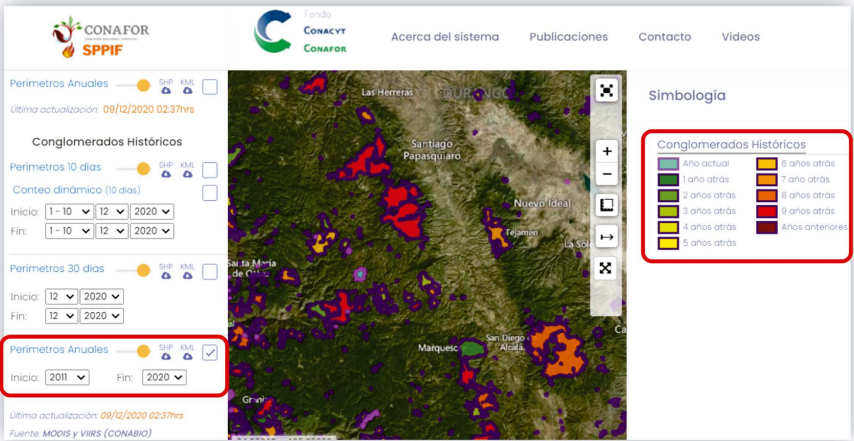 CONAFOR
COMISIÓN NACIONAL FORESTAL
SPPIF
Fondo
CONACYT
CONAFOR
Acerca del sistema
Publicaciones
Contacto
Videos
Perimetros Anuales
SHP KML
Última actualización: 09/12/2020 02:37hrs
Conglomerados Históricos
Perimetros 10 días
SHP KML
Conteo dinámico (10 días)
Inicio: 1 - 10 12 2020
Fin: 1 - 10 12 2020
Perimetros 30 días
SHP KML
Inicio: 12 2020
Fin: 12 2020
Perimetros Anuales
SHP KML
Inicio: 2011 Fin: 2020
Última actualización: 09/12/2020 02:37hrs
Fuente: MODIS y VIIRS (CONABIO)
Las Herreras
DURANGO
Santiago
Papasquiaro
Nuevo Ideal
Tejamen
Santa María
Marquesc
San Diego
Alcalá
+
−
Simbología
Conglomerados Históricos
Año actual
1 año atrás
2 años atrás
3 años atrás
4 años atrás
5 años atrás
6 años atrás
7 año atrás
8 años atrás
9 años atrás
Años anteriores